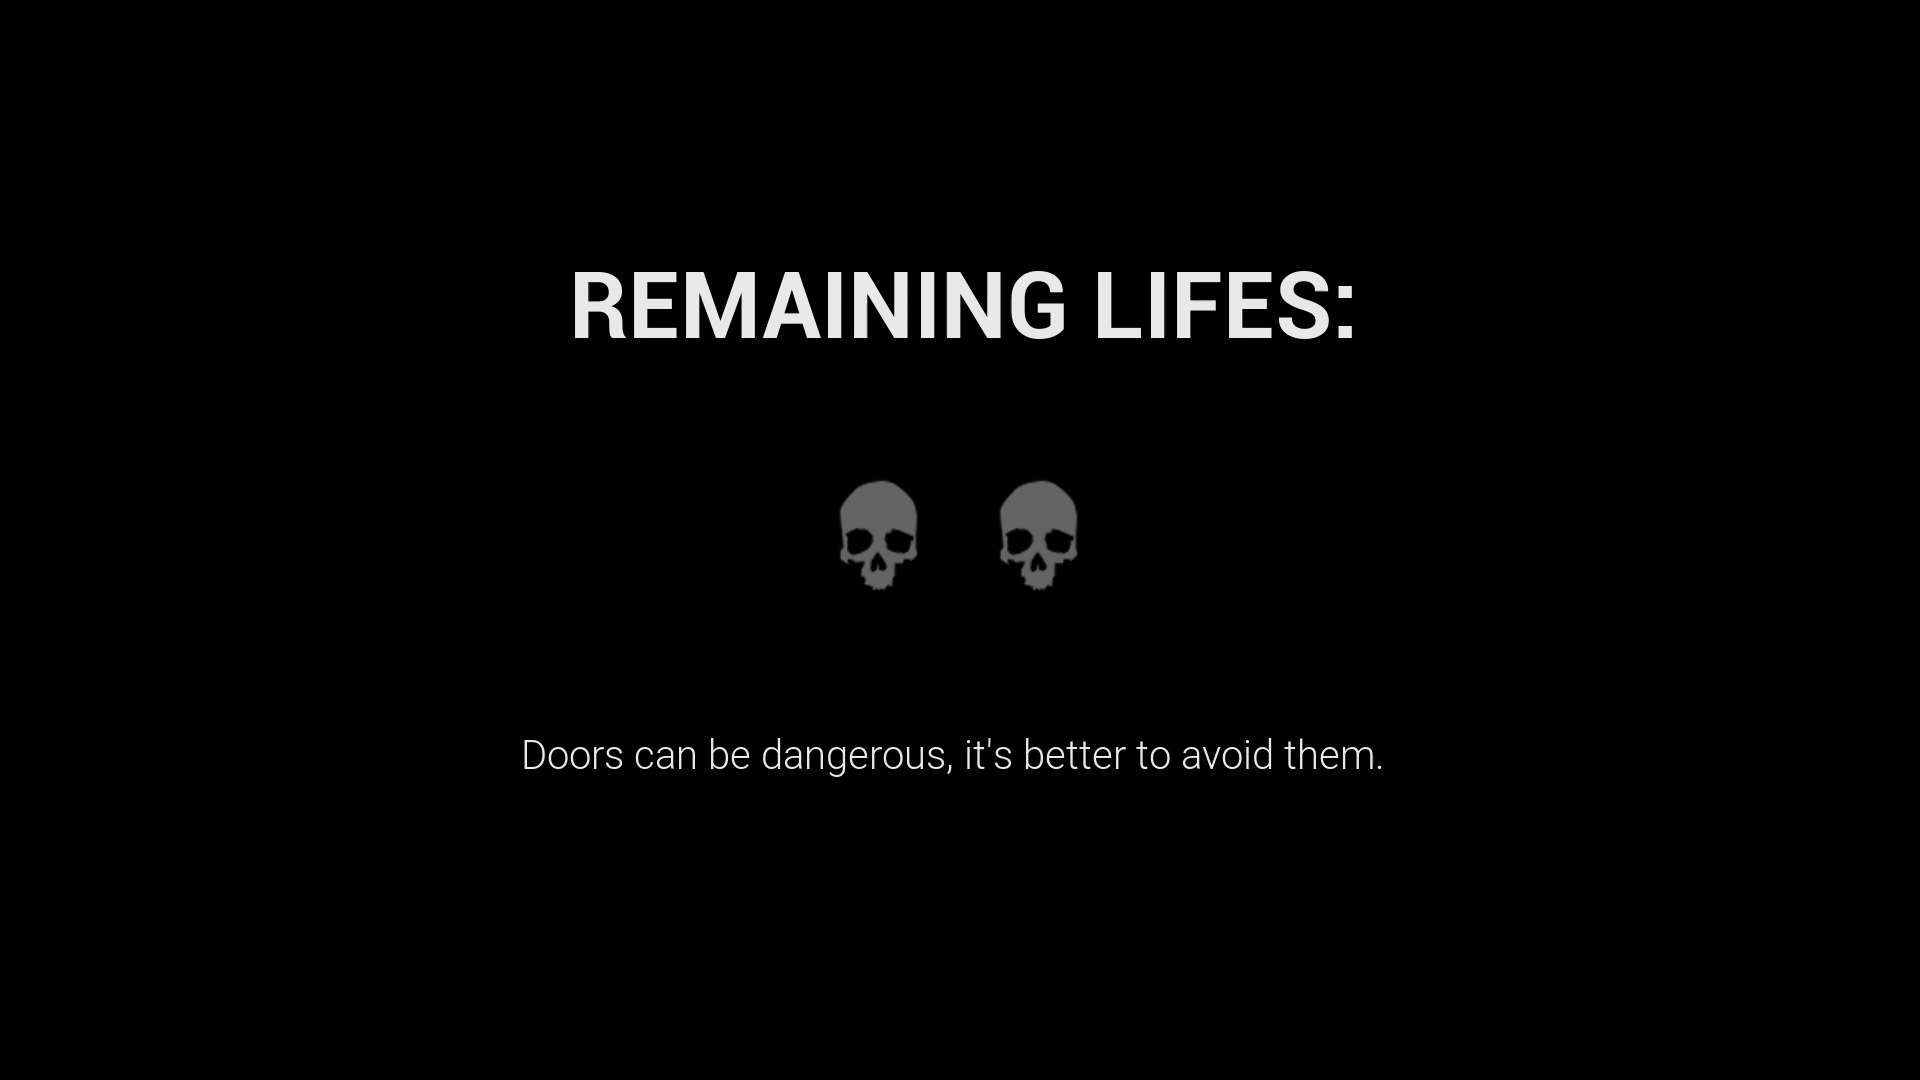 REMAINING LIFES:
Doors can be dangerous, it's better to avoid them.